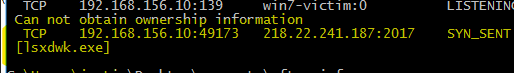 TCP 192.168.156.10:139 win7-victim:0 LISTENING
Can not obtain ownership information
TCP 192.168.156.10:49173 218.22.241.187:2017 SYN_SENT
[lsxdwk.exe]